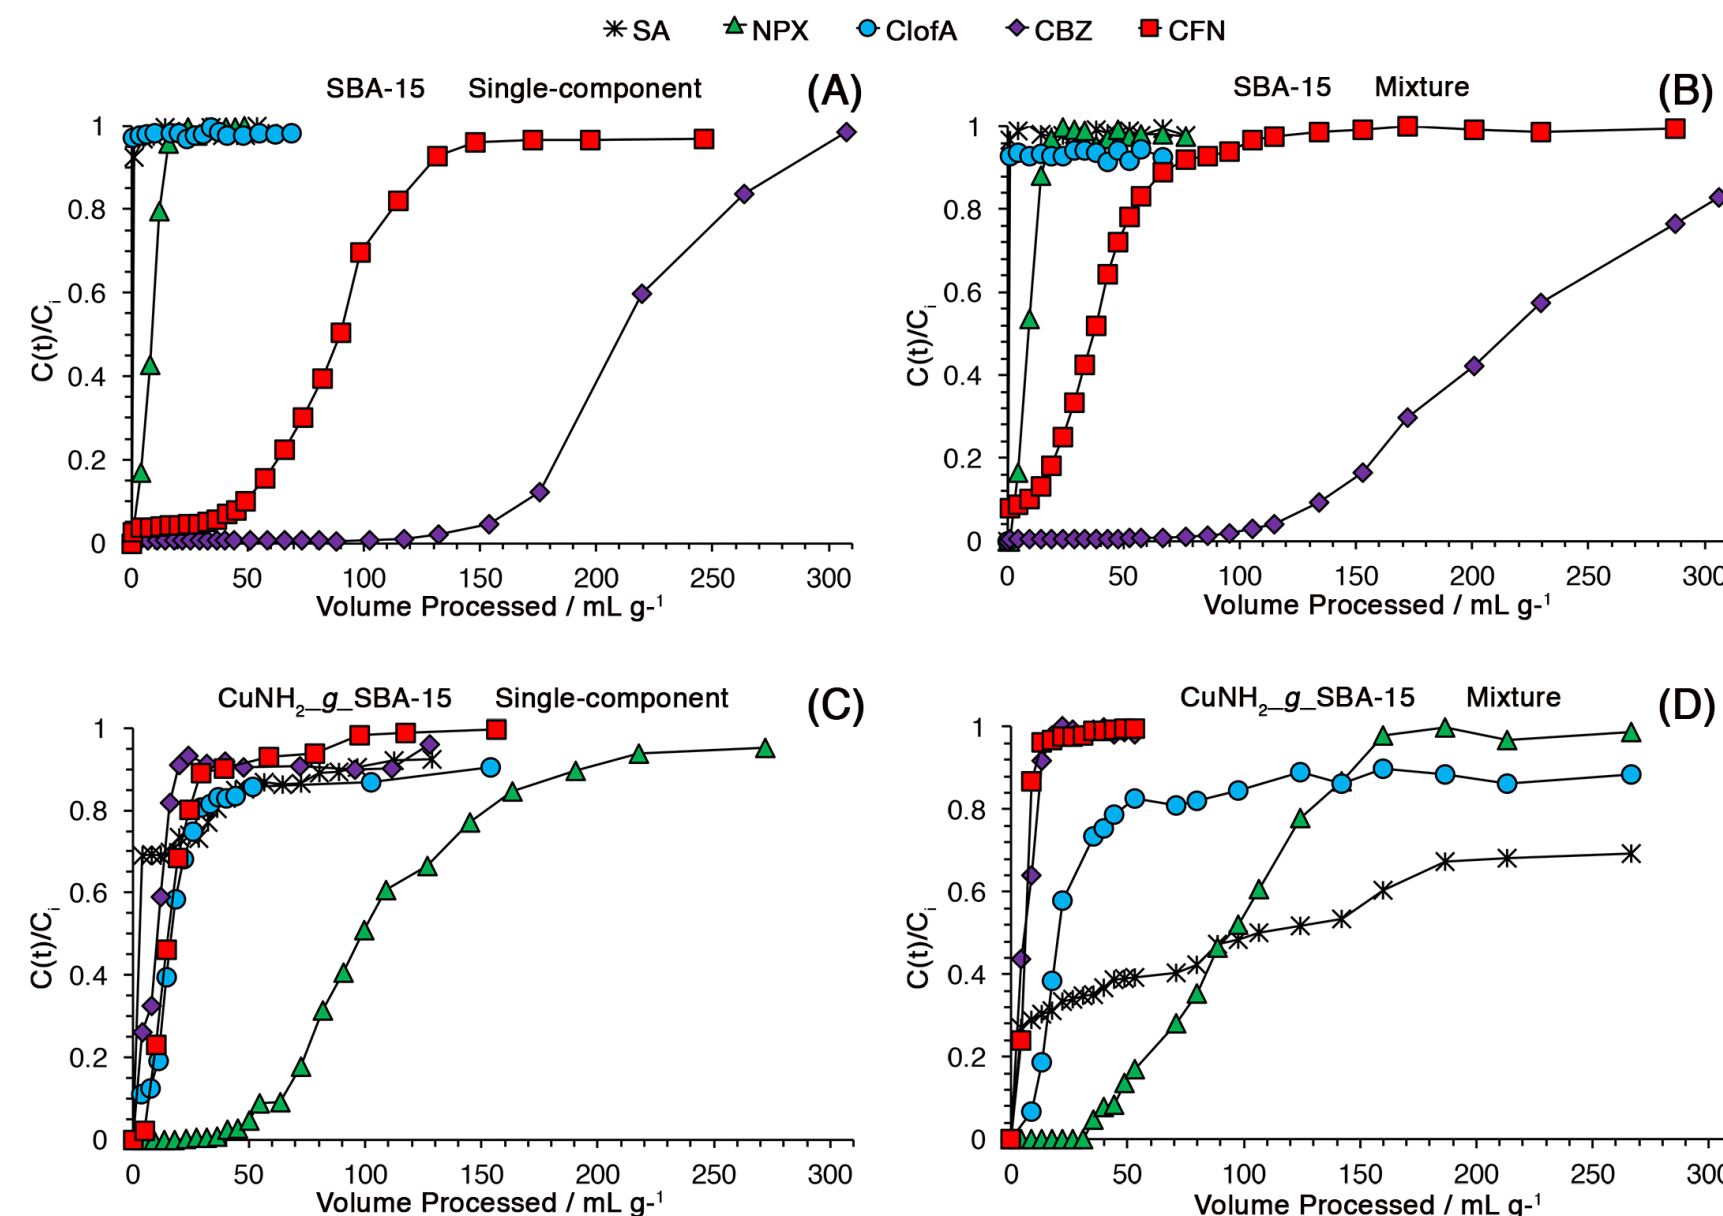 SA NPX ClofA CBZ CFN
SBA-15 Single-component (A)
C(t)/Ci
1
0.8
0.6
0.4
0.2
0
0 50 100 150 200 250 300
Volume Processed / mL g-1
SBA-15 Mixture (B)
C(t)/Ci
1
0.8
0.6
0.4
0.2
0
0 50 100 150 200 250 300
Volume Processed / mL g-1
CuNH2_g_SBA-15 Single-component (C)
C(t)/Ci
1
0.8
0.6
0.4
0.2
0
0 50 100 150 200 250 300
Volume Processed / mL g-1
CuNH2_g_SBA-15 Mixture (D)
C(t)/Ci
1
0.8
0.6
0.4
0.2
0
0 50 100 150 200 250 300
Volume Processed / mL g-1